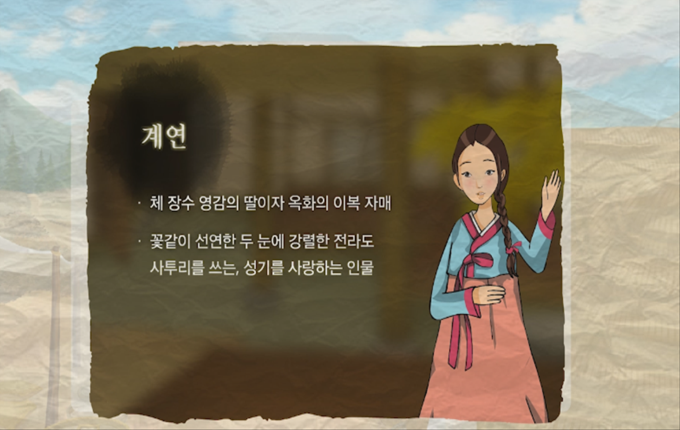 계연
· 체 장수 영감의 딸이자 옥화의 이복 자매
· 꽃같이 선연한 두 눈에 강렬한 전라도
사투리를 쓰는, 성기를 사랑하는 인물